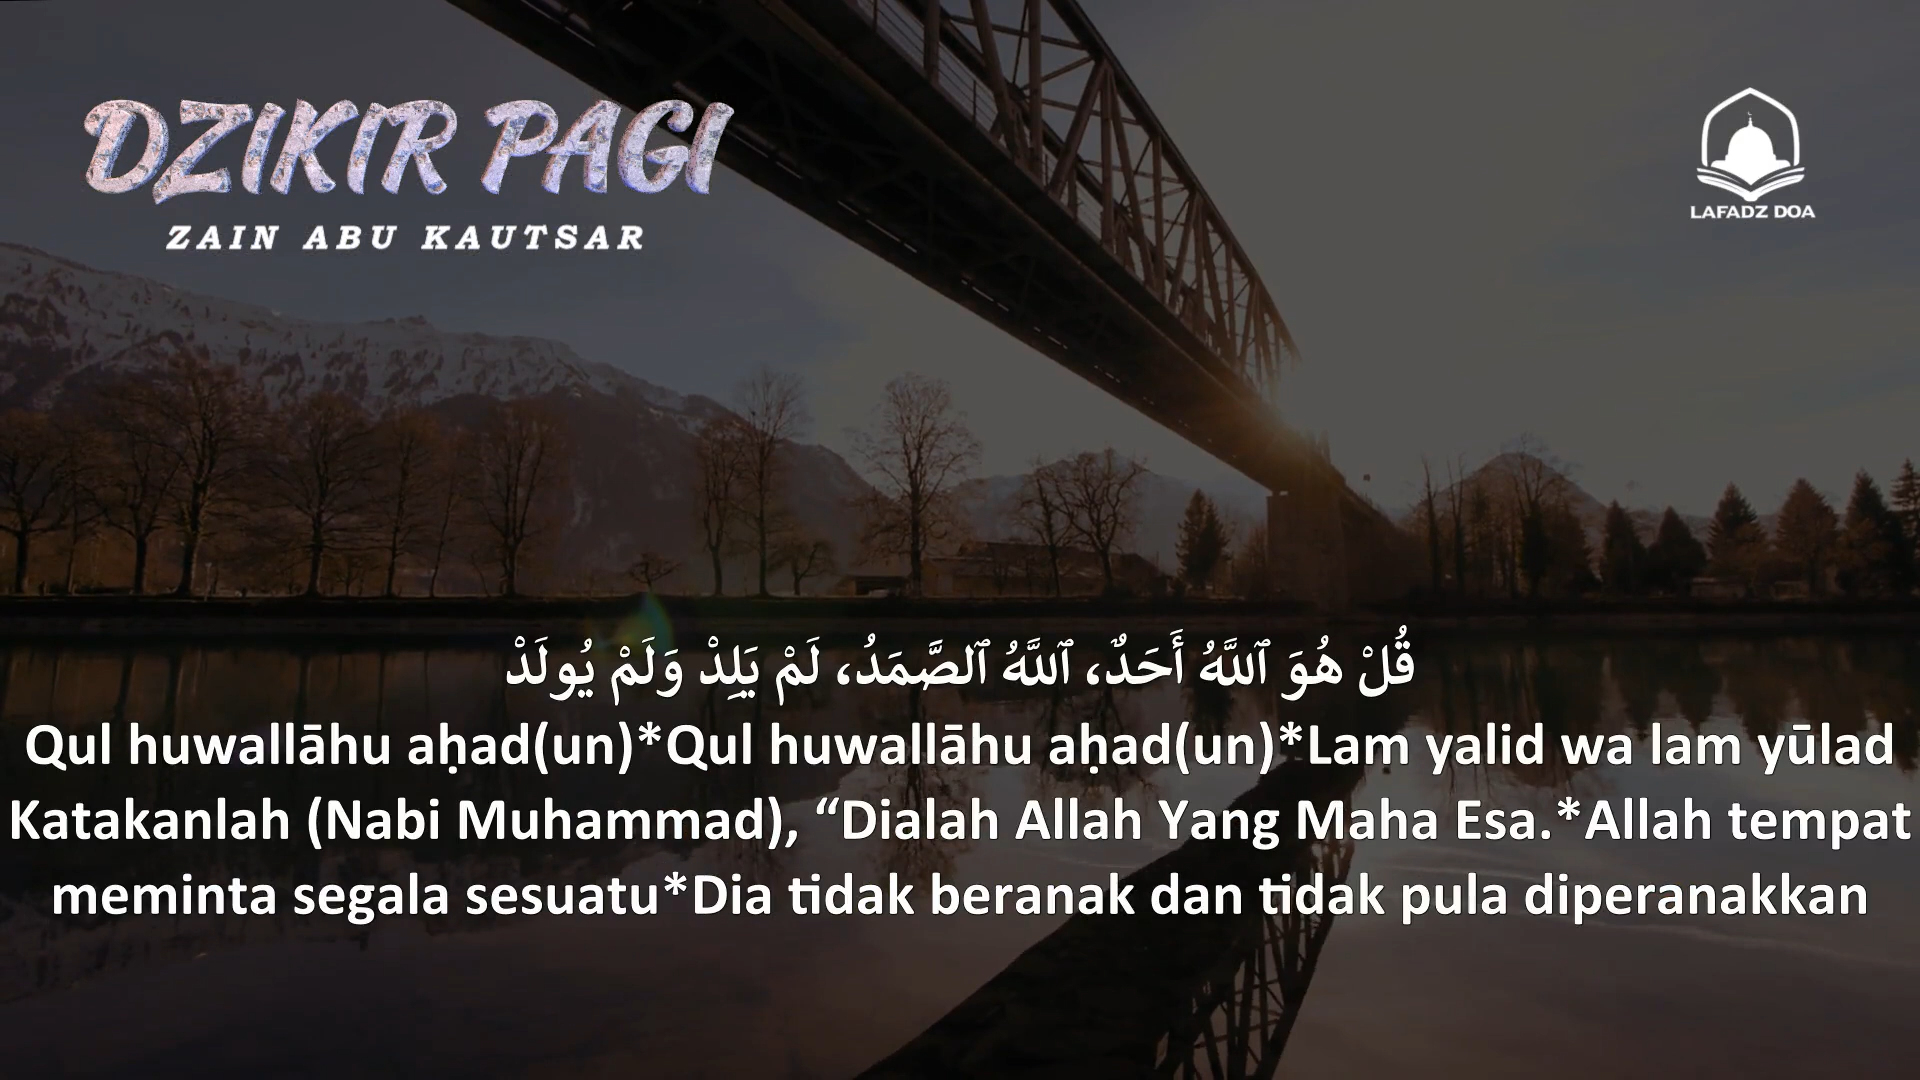 DZIKIR PAGI
ZAIN ABU KAUTSAR
LAFADZ DOA
قُلْ هُوَ ٱللَّهُ أَحَدٌ، ٱللَّهُ ٱلصَّمَدُ، لَمْ يَلِدْ وَلَمْ يُولَدْ
Qul huwallāhu aḥad(un)*Qul huwallāhu aḥad(un)*Lam yalid wa lam yūlad
Katakanlah (Nabi Muhammad), “Dialah Allah Yang Maha Esa.*Allah tempat
meminta segala sesuatu*Dia tidak beranak dan tidak pula diperanakkan